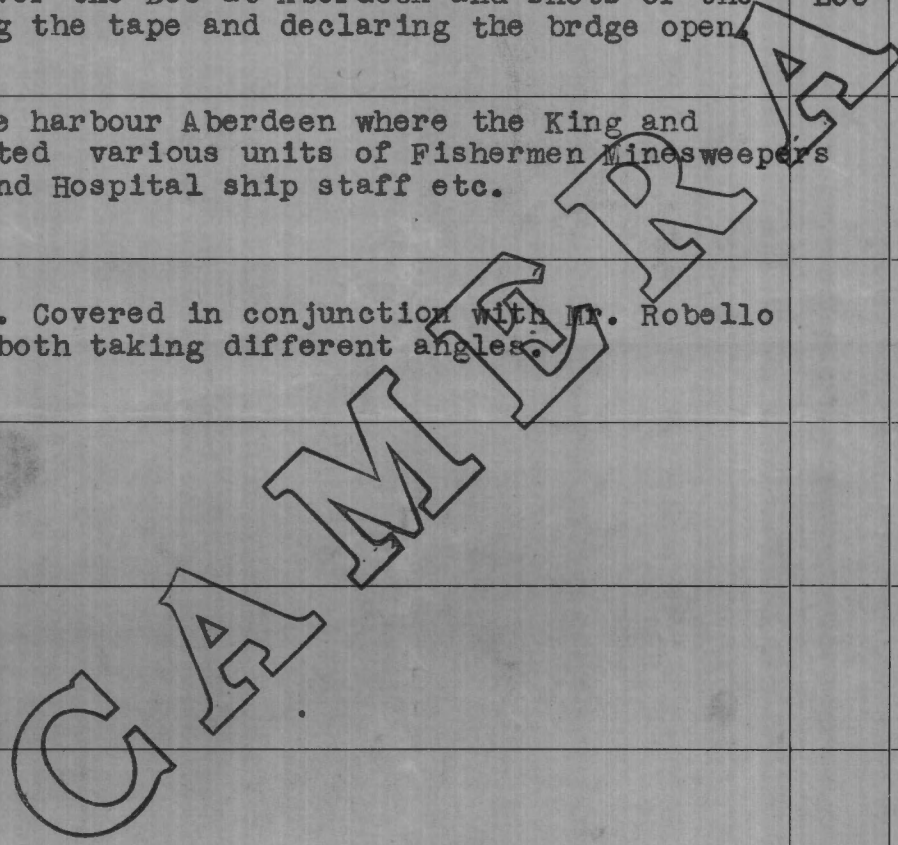 g the tape and declaring the brdge open.
e harbour Aberdeen where the King and
ted various units of Fishermen Minesweepers
nd Hospital ship staff etc.
. Covered in conjunction with Mr. Robello
both taking different angles.
CAMERA